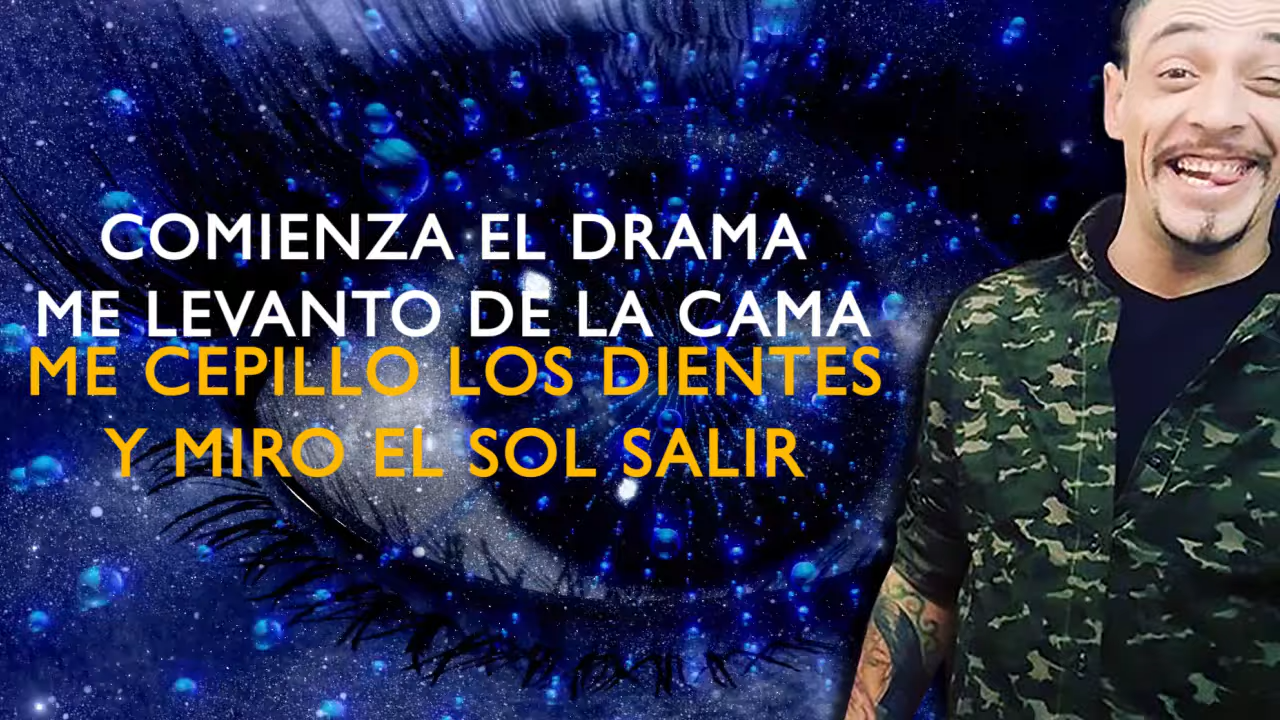 COMIENZA EL DRAMA
ME LEVANTO DE LA CAMA
ME CEPILLO LOS DIENTES
Y MIRO EL SOL SALIR